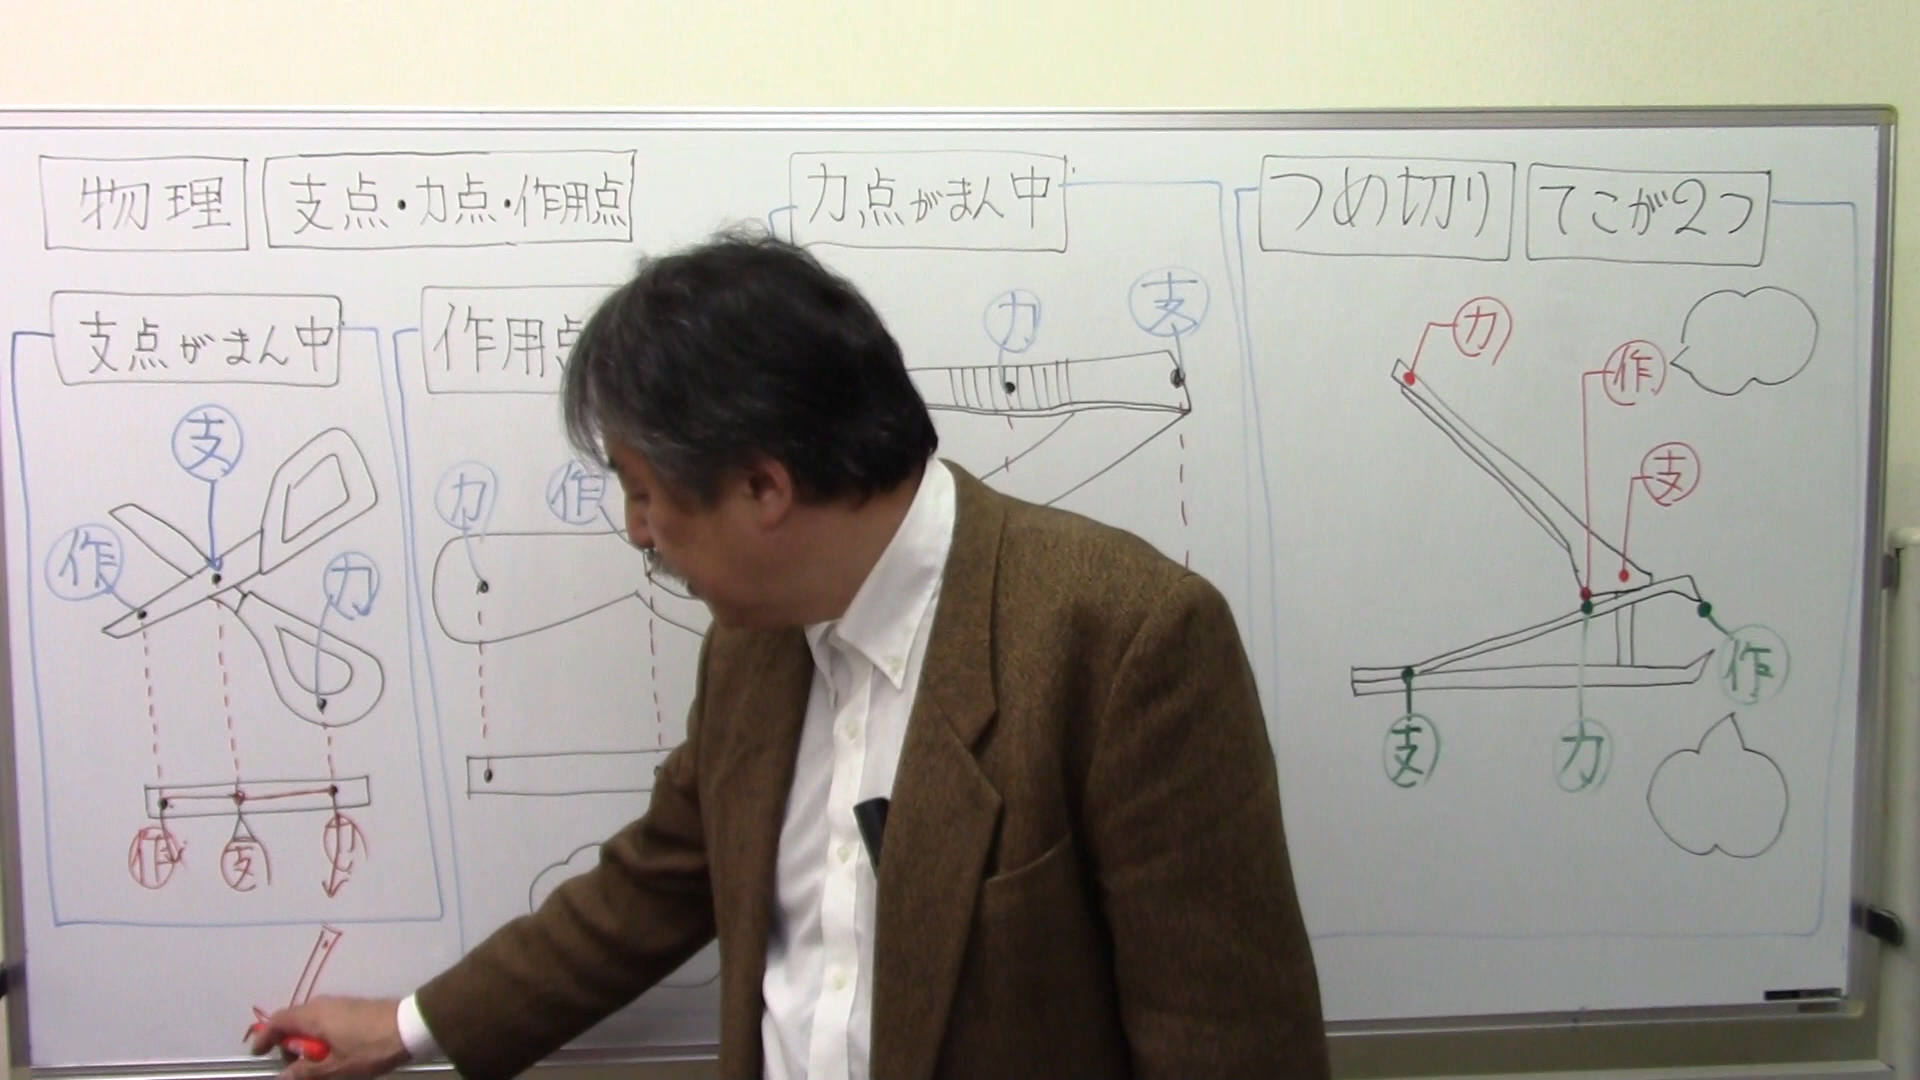 物理
支点・力点・作用点
支点がまん中
支
作
力
作
支
力
作用点
力
作
力点がまん中
力
支
つめ切り
てこが2つ
力
作
支
作
支
力